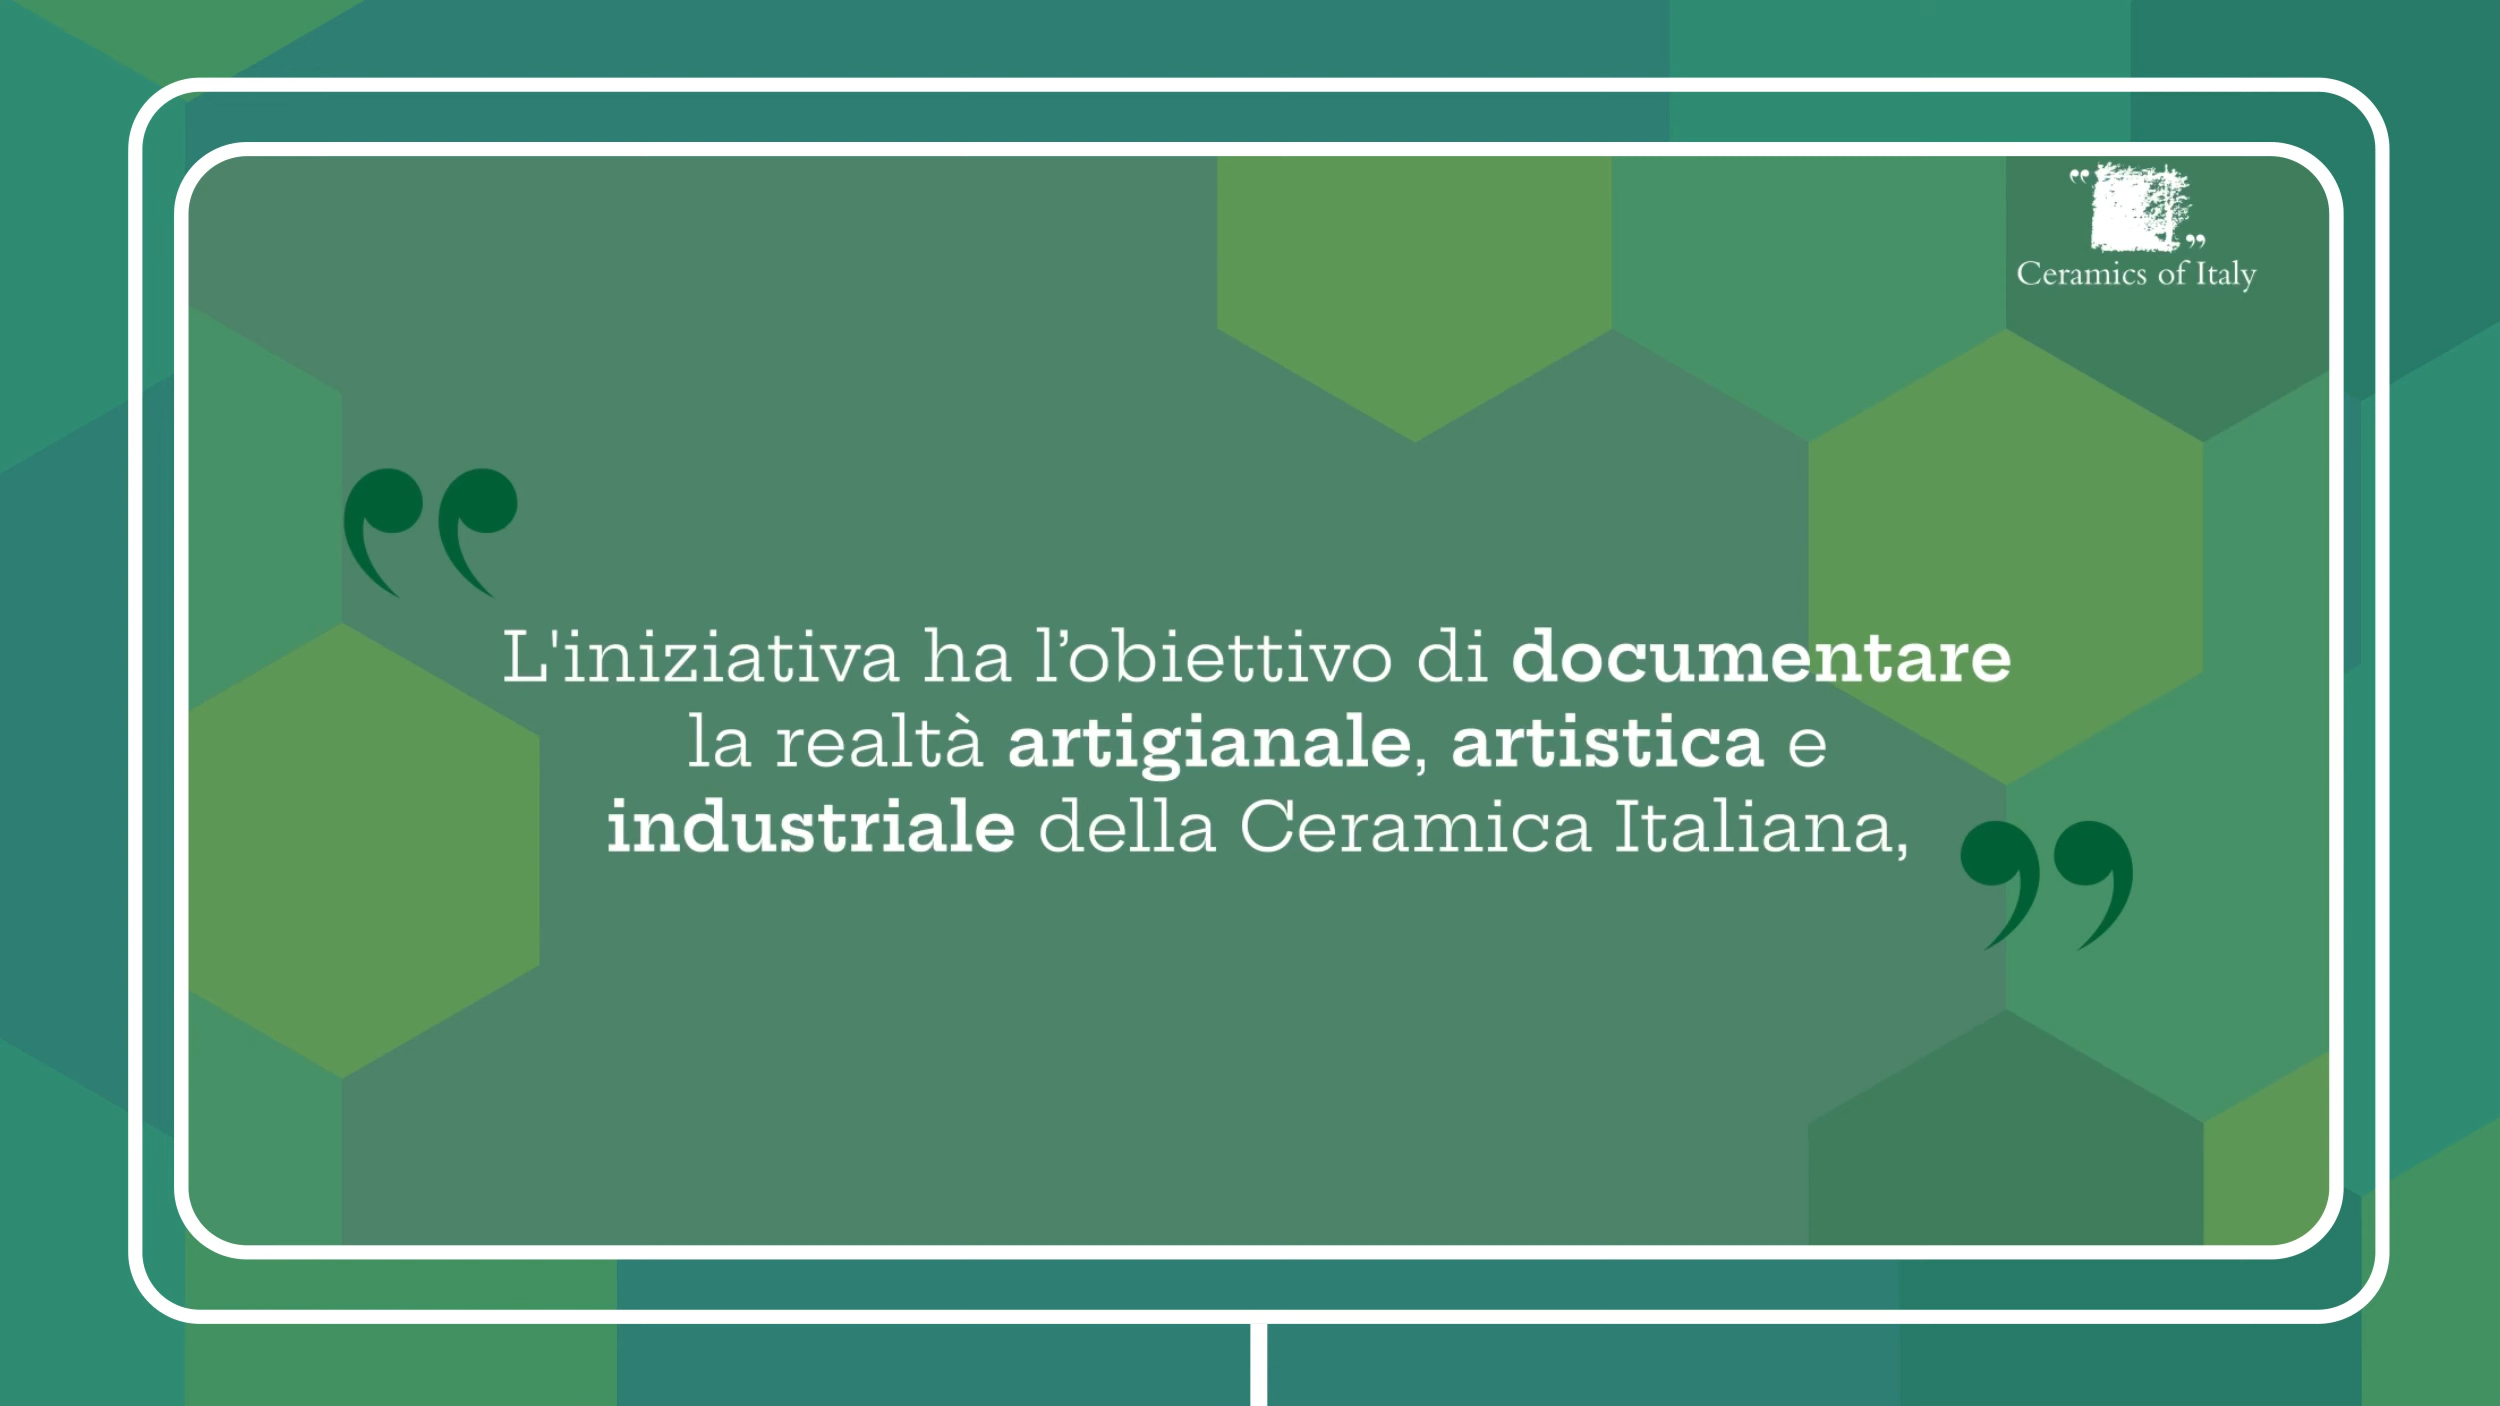 Ceramics of Italy
L'iniziativa ha l’obiettivo di documentare
la realtà artigianale, artistica e
industriale della Ceramica Italiana,